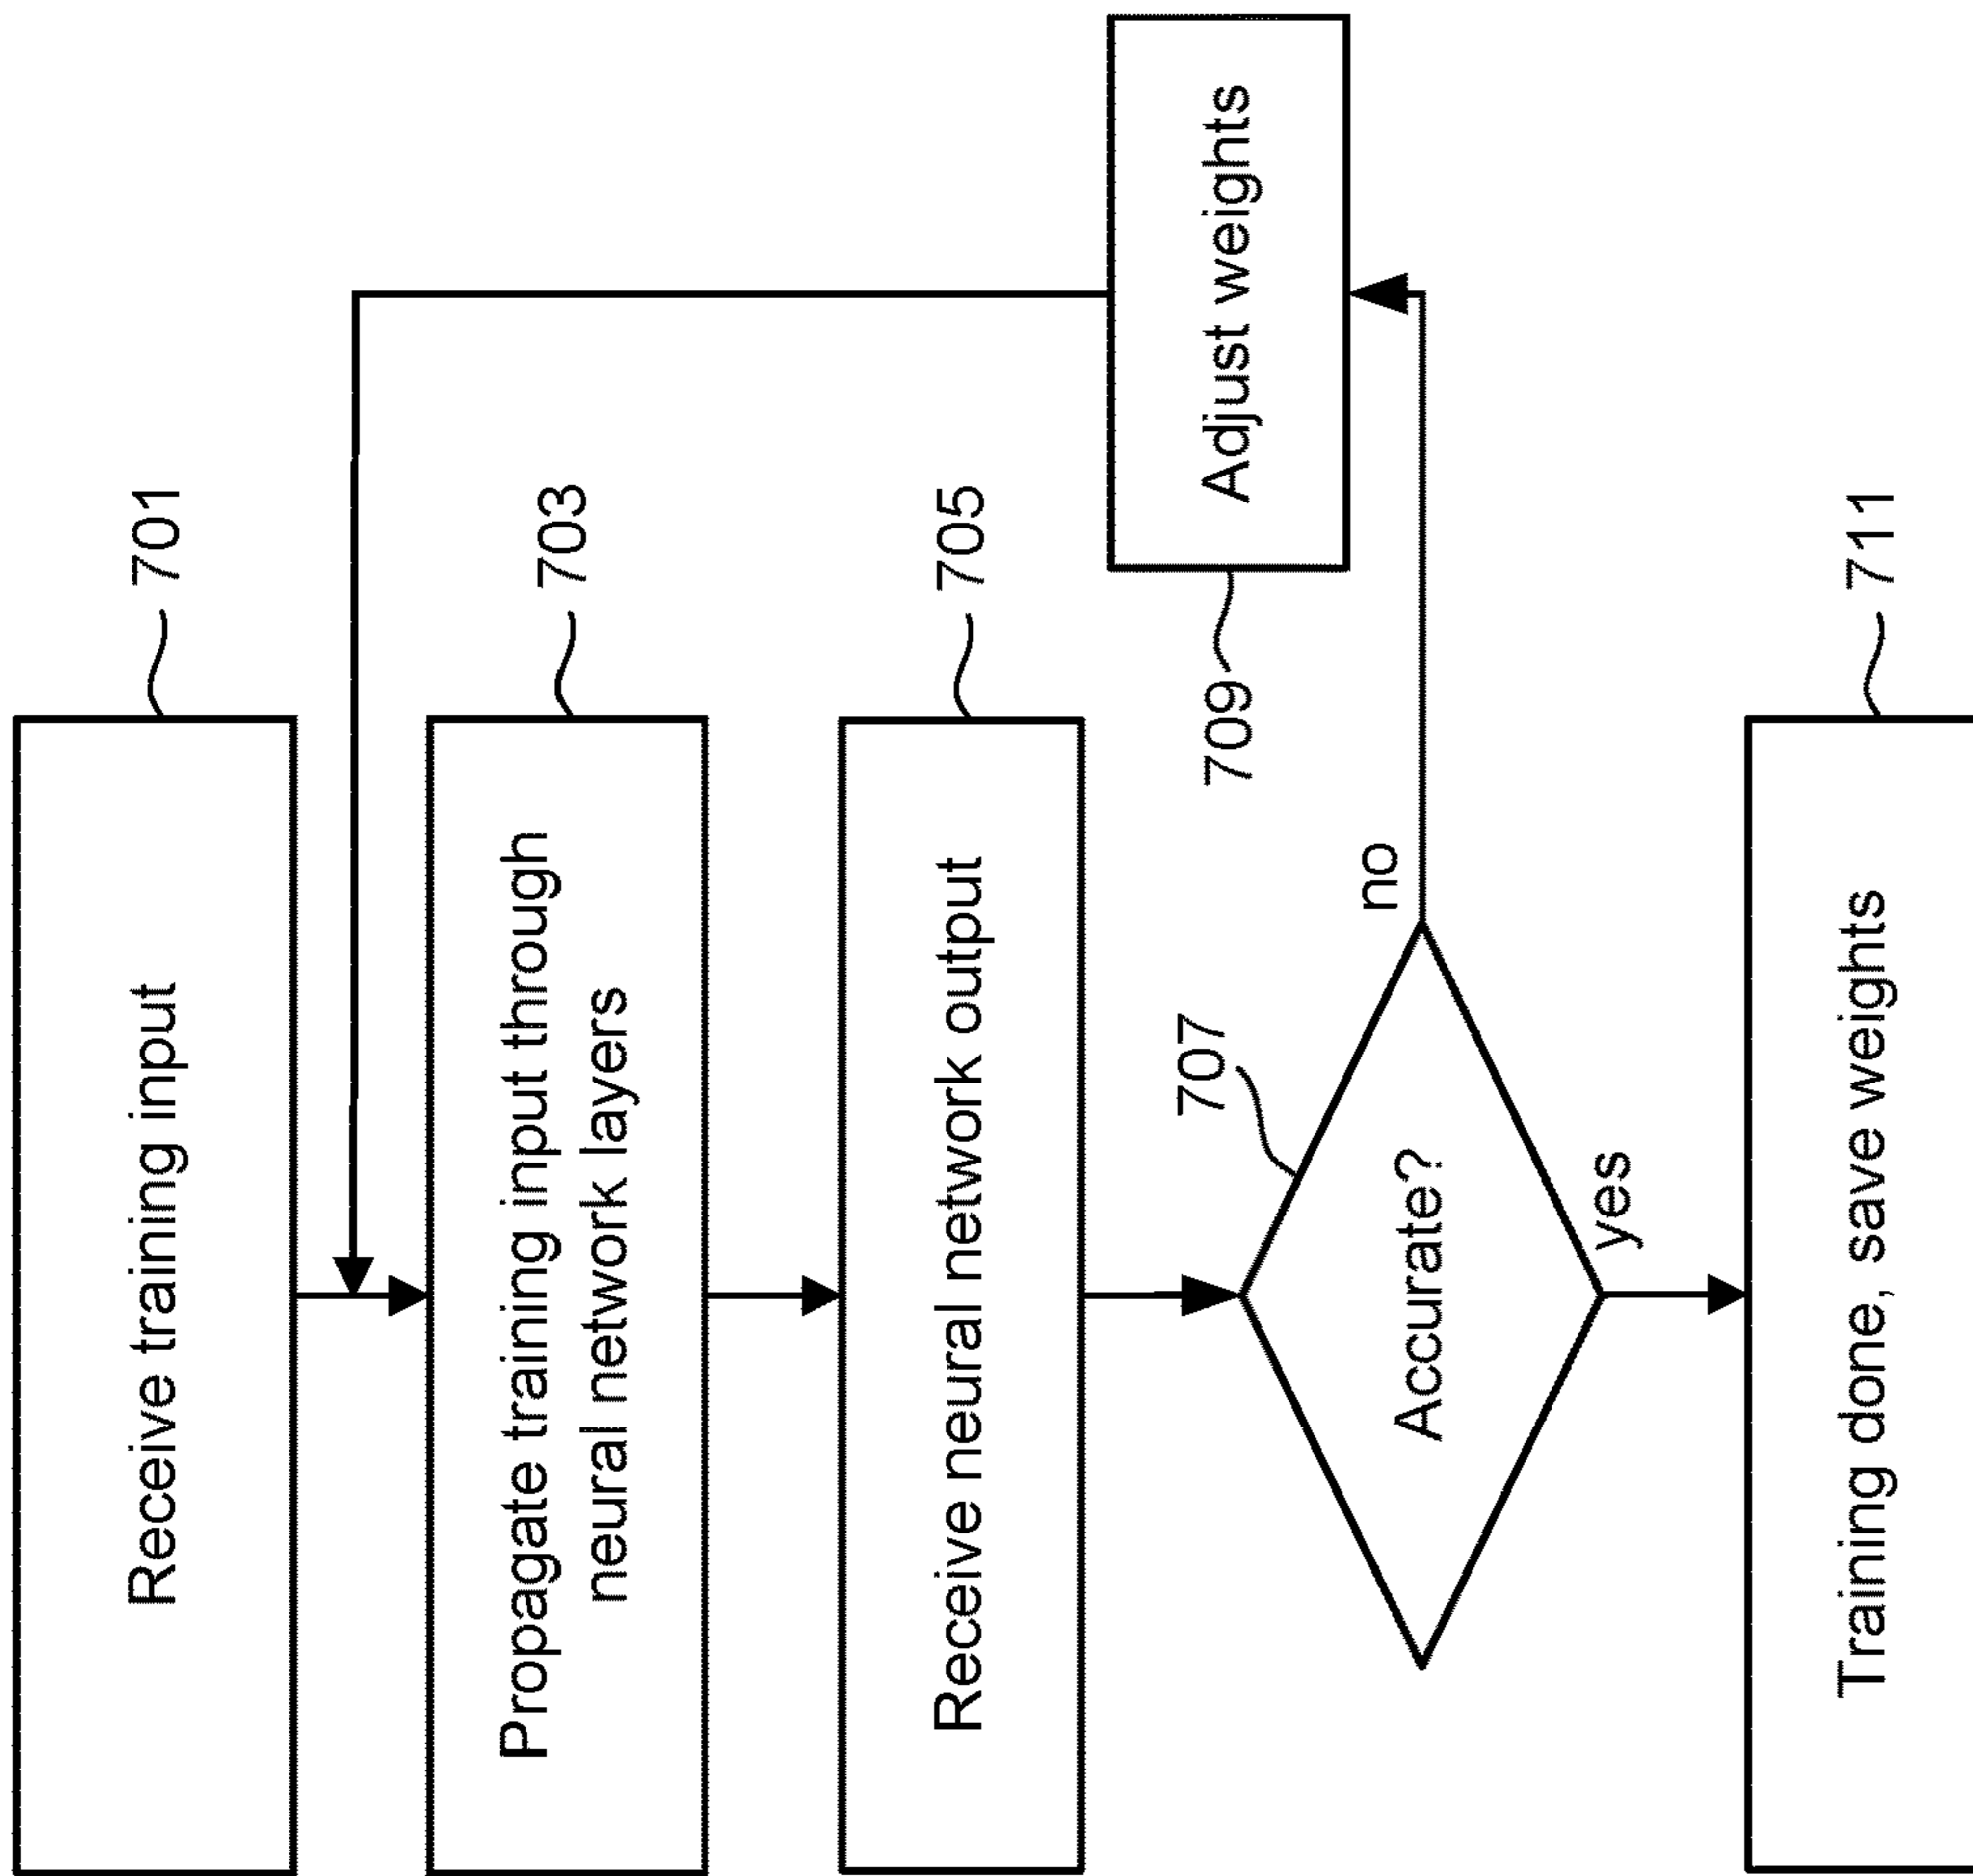 Receive training input
701
Propagate training input through
neural network layers
703
Receive neural network output
705
707
Accurate?
no
yes
709
Adjust weights
Training done, save weights
711